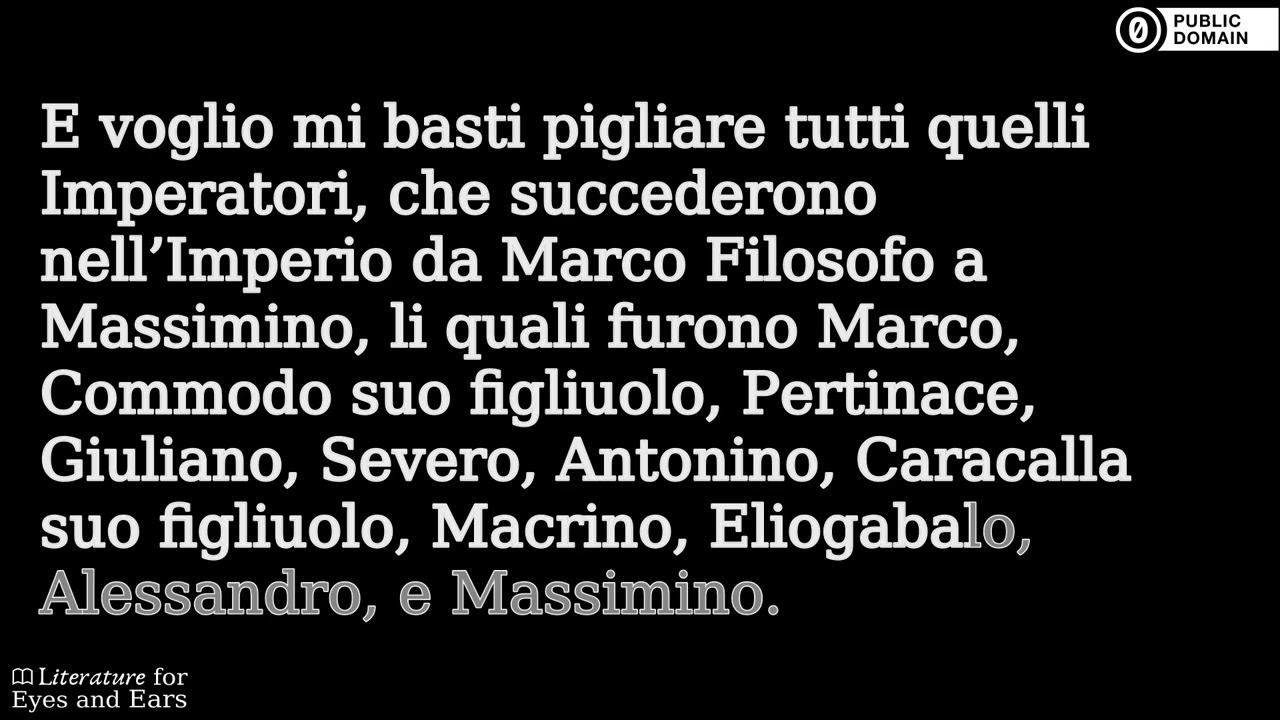 PUBLIC
DOMAIN
E voglio mi basti pigliare tutti quelli
Imperatori, che succederono
nell’Imperio da Marco Filosofo a
Massimino, li quali furono Marco,
Commodo suo figliuolo, Pertinace,
Giuliano, Severo, Antonino, Caracalla
suo figliuolo, Macrino, Eliogabalo,
Alessandro, e Massimino.
Literature for
Eyes and Ears